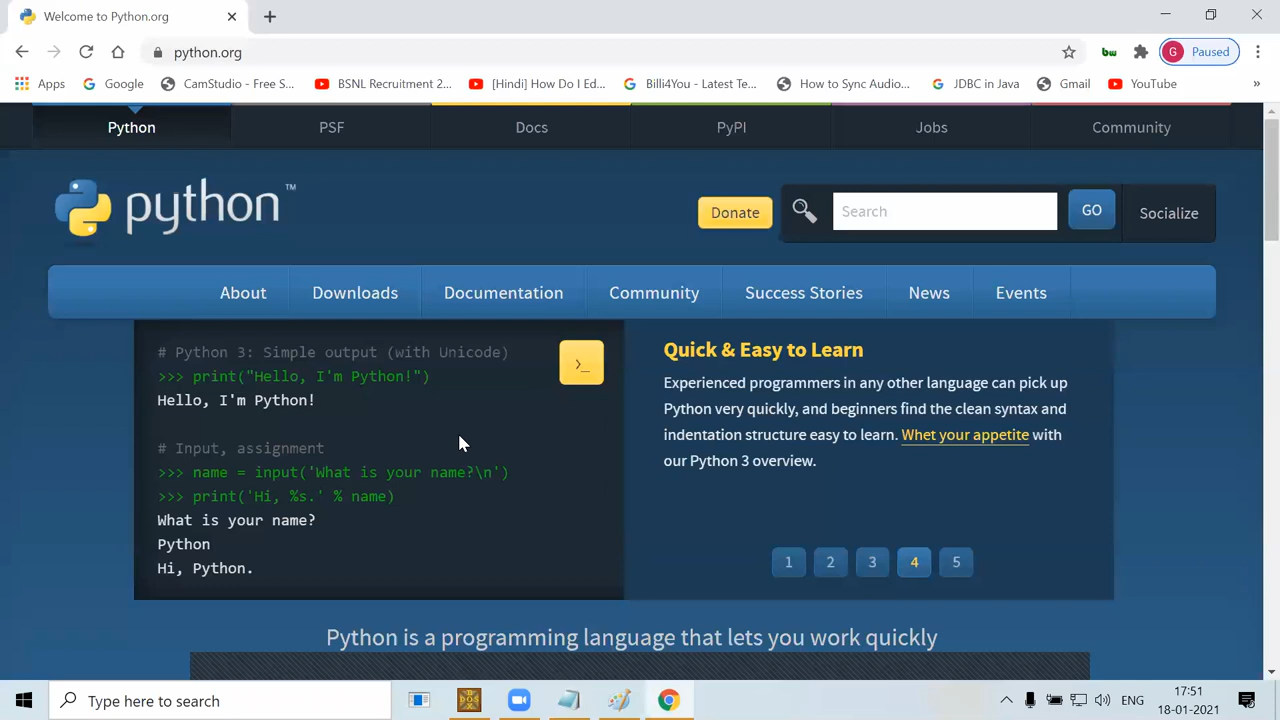 Welcome to Python.org
python.org
G Paused
Apps Google CamStudio - Free S... BSNL Recruitment 2... [Hindi] How Do I Ed... Billi4You - Latest Te... How to Sync Audio... JDBC in Java Gmail YouTube »
Python PSF Docs PyPI Jobs Community
python™
Donate Search GO Socialize
About Downloads Documentation Community Success Stories News Events
# Python 3: Simple output (with Unicode)
>>> print("Hello, I'm Python!")
Hello, I'm Python!
# Input, assignment
>>> name = input('What is your name?\n')
>>> print('Hi, %s.' % name)
What is your name?
Python
Hi, Python.
>_
Quick & Easy to Learn
Experienced programmers in any other language can pick up
Python very quickly, and beginners find the clean syntax and
indentation structure easy to learn. Whet your appetite with
our Python 3 overview.
1 2 3 4 5
Python is a programming language that lets you work quickly
Type here to search
ENG
17:51
18-01-2021